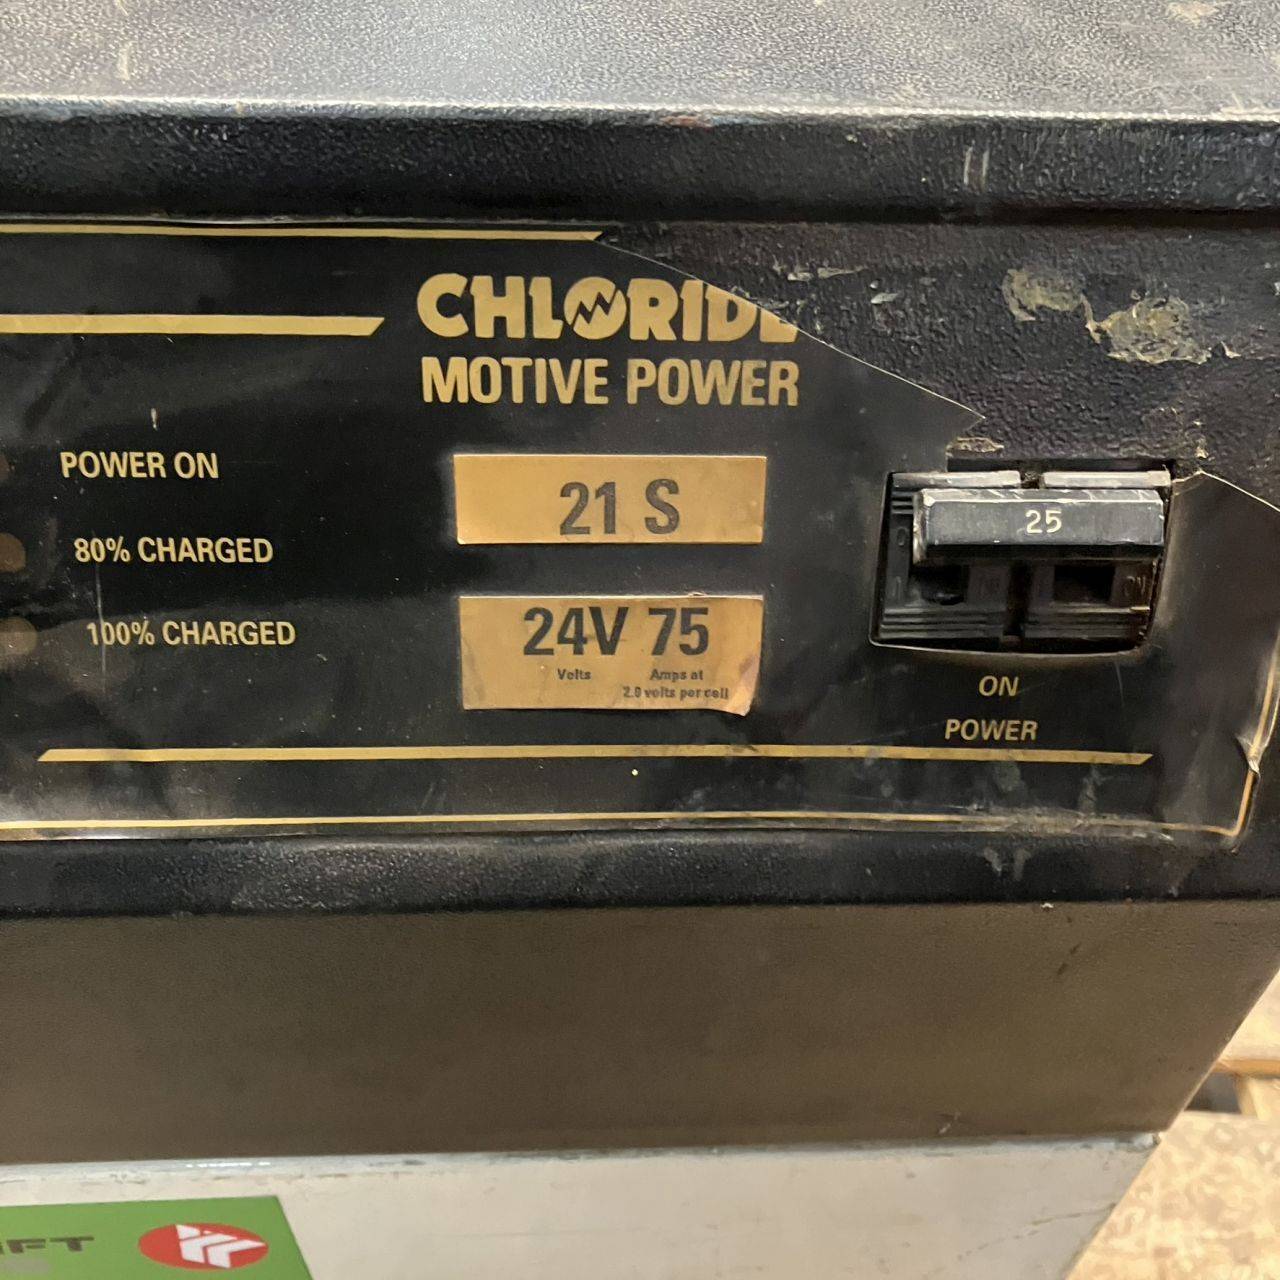 CHLORIDE
MOTIVE POWER
POWER ON
80% CHARGED
100% CHARGED
21 S
24V 75
Volts Amps at
2.0 volts per cell
25
ON
POWER